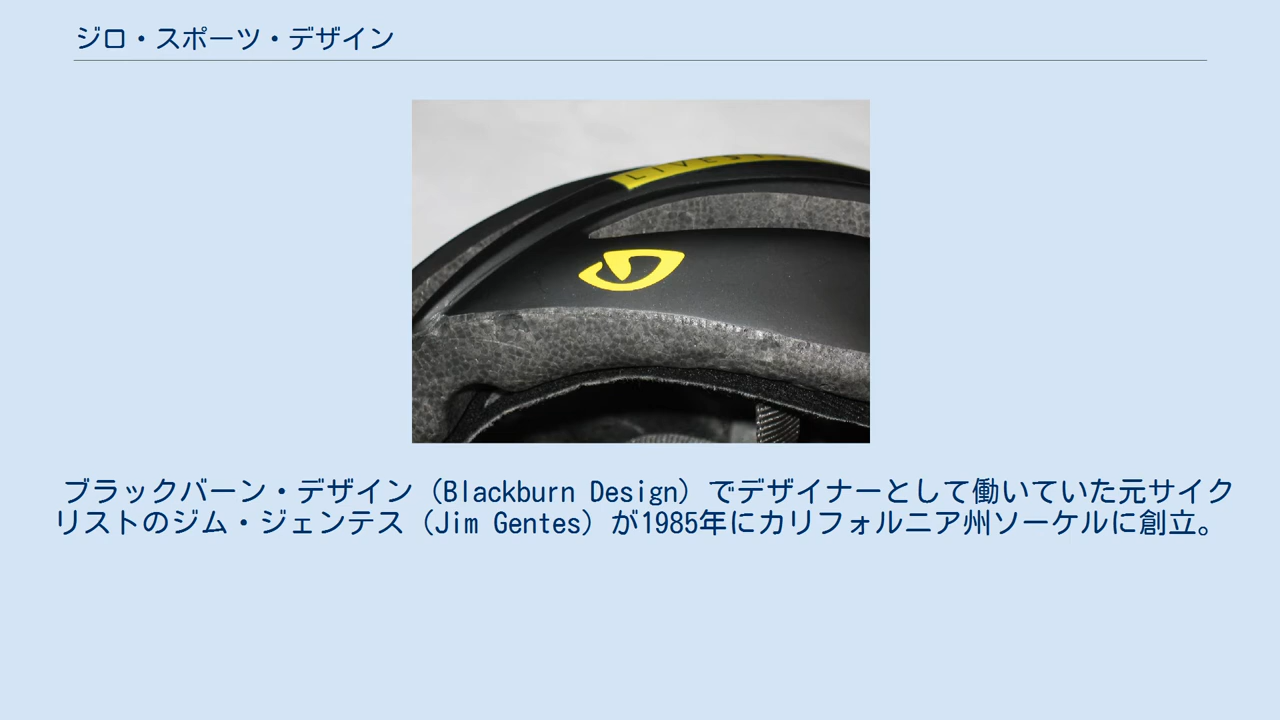 ジロ・スポーツ・デザイン
LIVEST
ブラックバーン・デザイン（Blackburn Design）でデザイナーとして働いていた元サイク
リストのジム・ジェンテス（Jim Gentes）が1985年にカリフォルニア州ソーケルに創立。